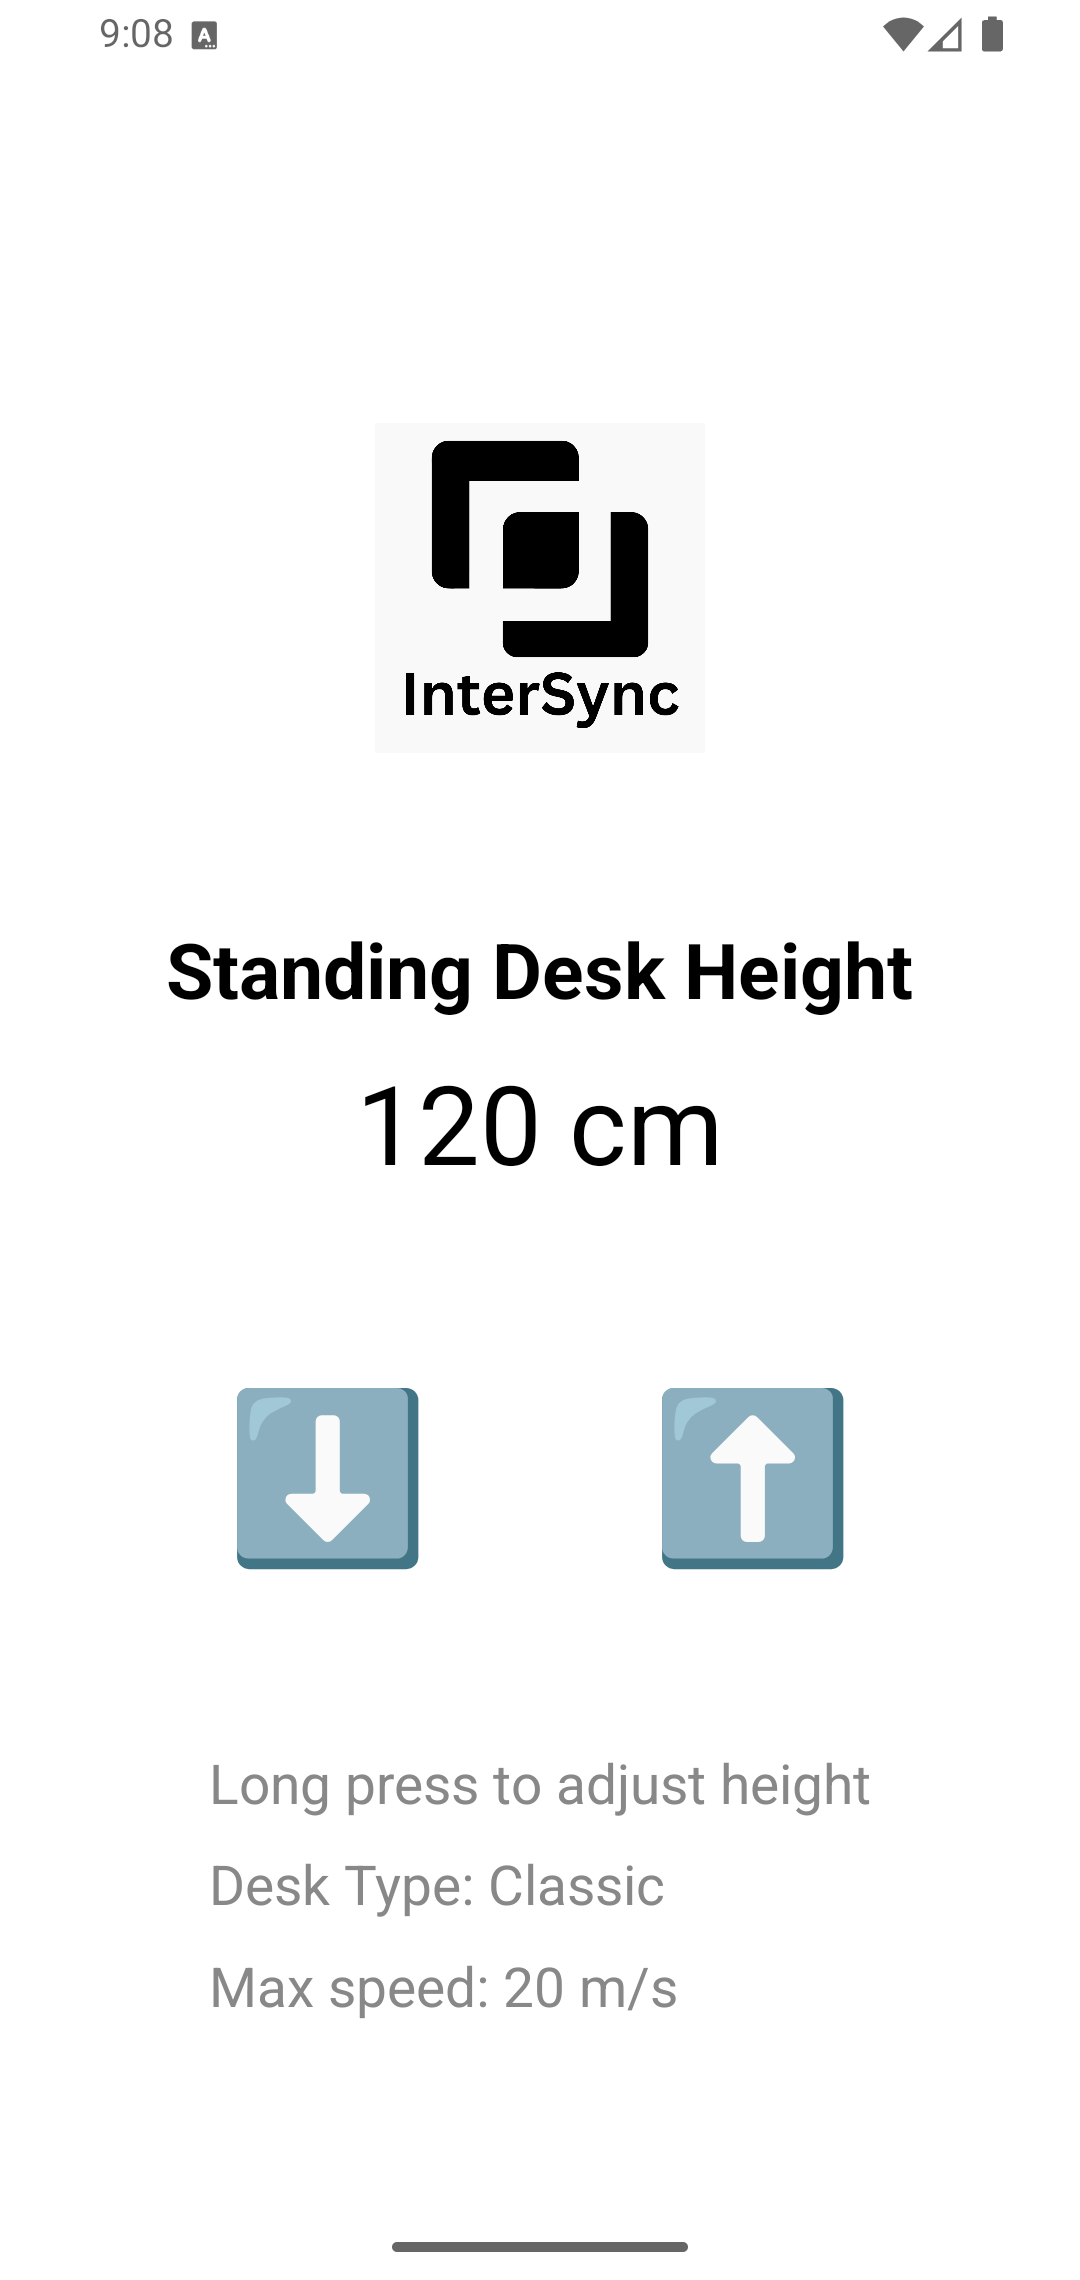 9:08
InterSync
Standing Desk Height
120 cm
Long press to adjust height
Desk Type: Classic
Max speed: 20 m/s